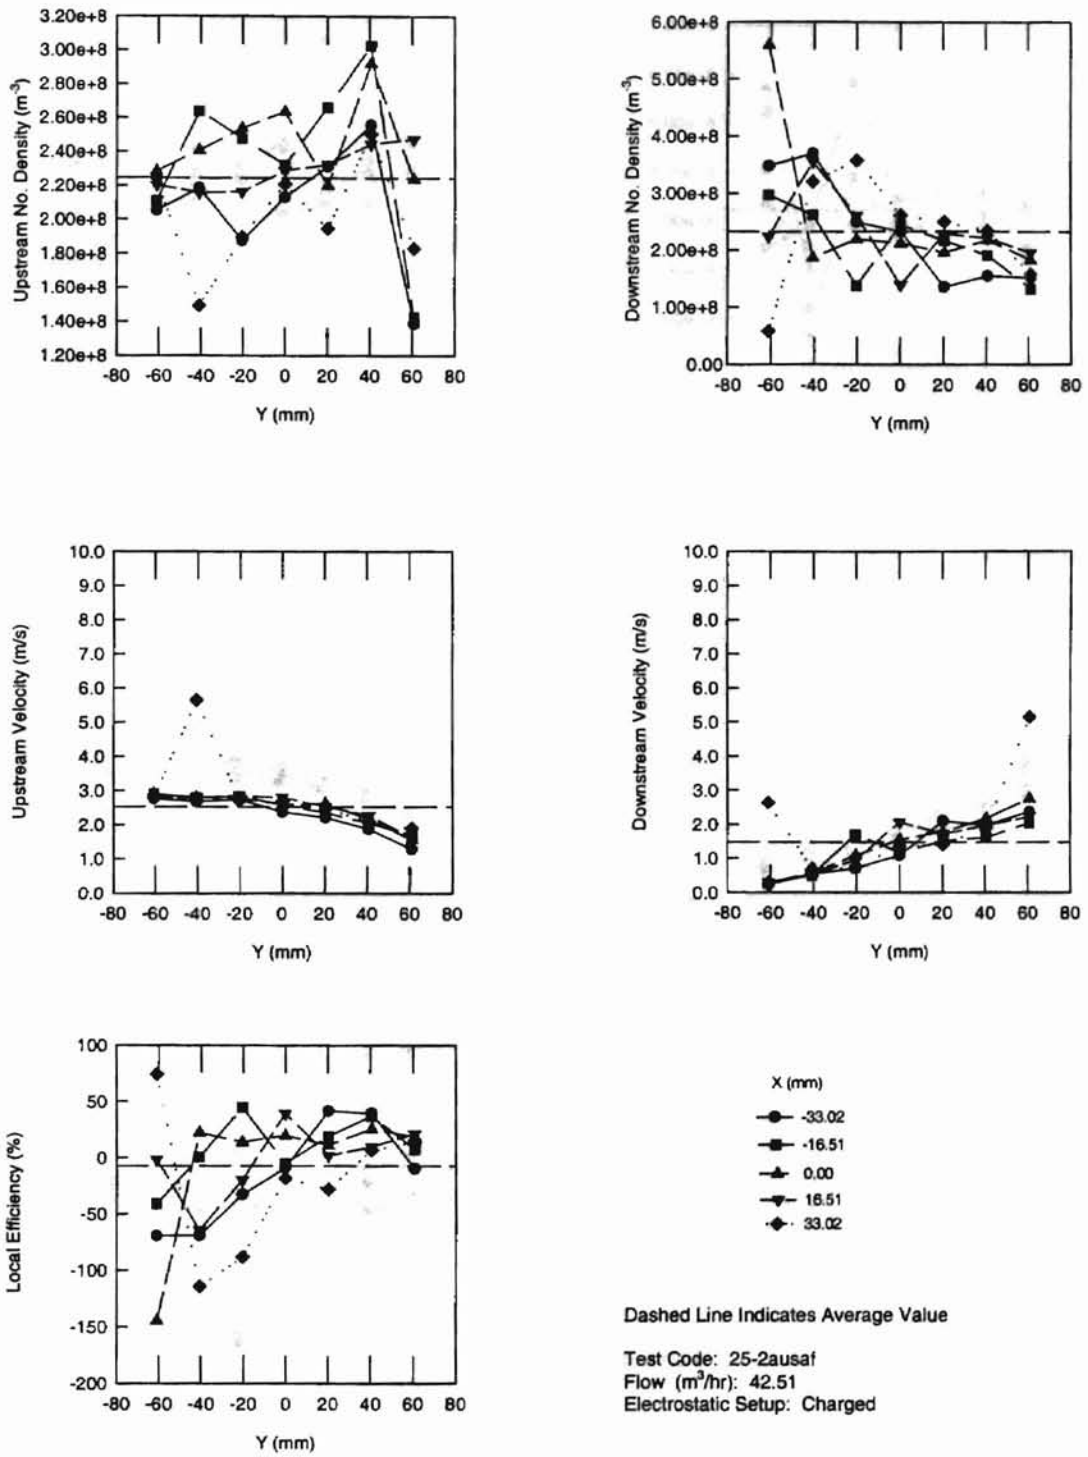 3.20e+8
3.00e+8
2.80e+8
2.60e+8
2.40e+8
2.20e+8
2.00e+8
1.80e+8
1.60e+8
1.40e+8
1.20e+8
Upstream No. Density (m⁻³)
-80 -60 -40 -20 0 20 40 60 80
Y (mm)
6.00e+8
5.00e+8
4.00e+8
3.00e+8
2.00e+8
1.00e+8
0.00
Downstream No. Density (m⁻³)
-80 -60 -40 -20 0 20 40 60 80
Y (mm)
10.0
9.0
8.0
7.0
6.0
5.0
4.0
3.0
2.0
1.0
0.0
Upstream Velocity (m/s)
-80 -60 -40 -20 0 20 40 60 80
Y (mm)
10.0
9.0
8.0
7.0
6.0
5.0
4.0
3.0
2.0
1.0
0.0
Downstream Velocity (m/s)
-80 -60 -40 -20 0 20 40 60 80
Y (mm)
100
50
0
-50
-100
-150
-200
Local Efficiency (%)
-80 -60 -40 -20 0 20 40 60 80
Y (mm)
X (mm)
-33.02
-16.51
0.00
16.51
33.02
Dashed Line Indicates Average Value
Test Code: 25-2ausaf
Flow (m³/hr): 42.51
Electrostatic Setup: Charged